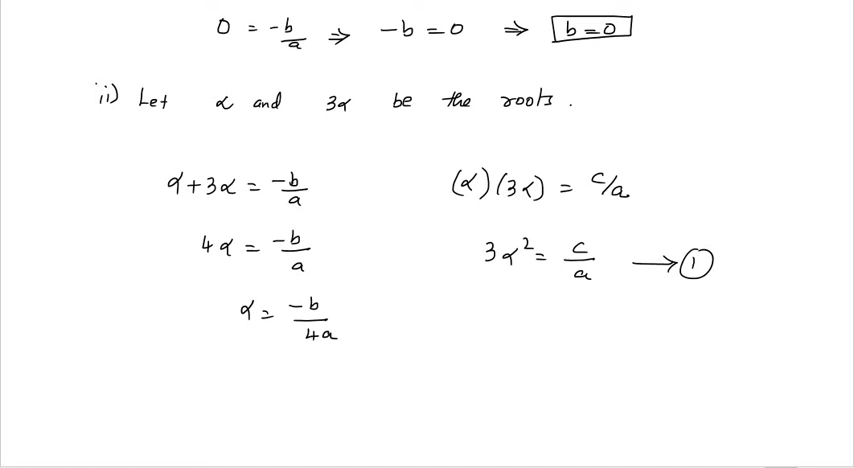 0 = -b/a ⇒ -b = 0 ⇒ b = 0
ii) Let α and 3α be the roots.
α + 3α = -b/a (α)(3α) = c/a
4α = -b/a 3α² = c/a → ①
α = -b/4a